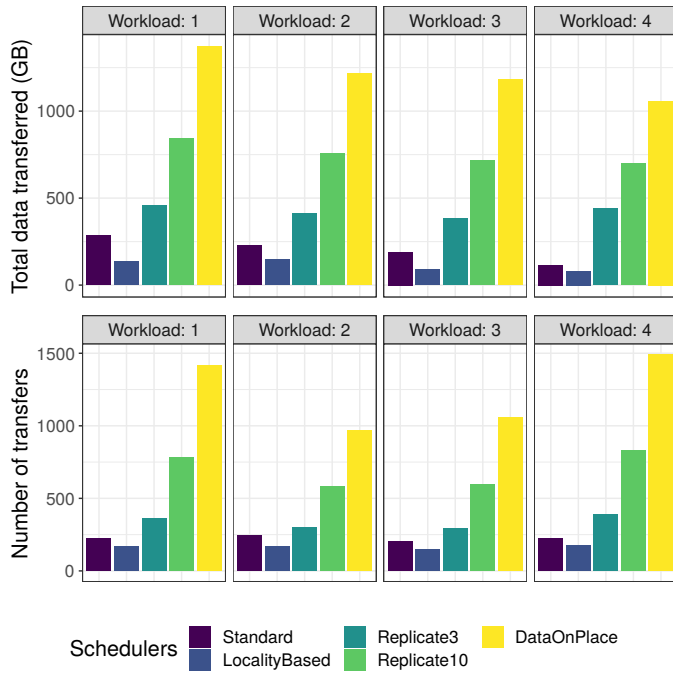 Workload: 1 Workload: 2 Workload: 3 Workload: 4
Total data transferred (GB)
1000
500
0
Workload: 1 Workload: 2 Workload: 3 Workload: 4
Number of transfers
1500
1000
500
0
Schedulers
Standard Replicate3 DataOnPlace
LocalityBased Replicate10